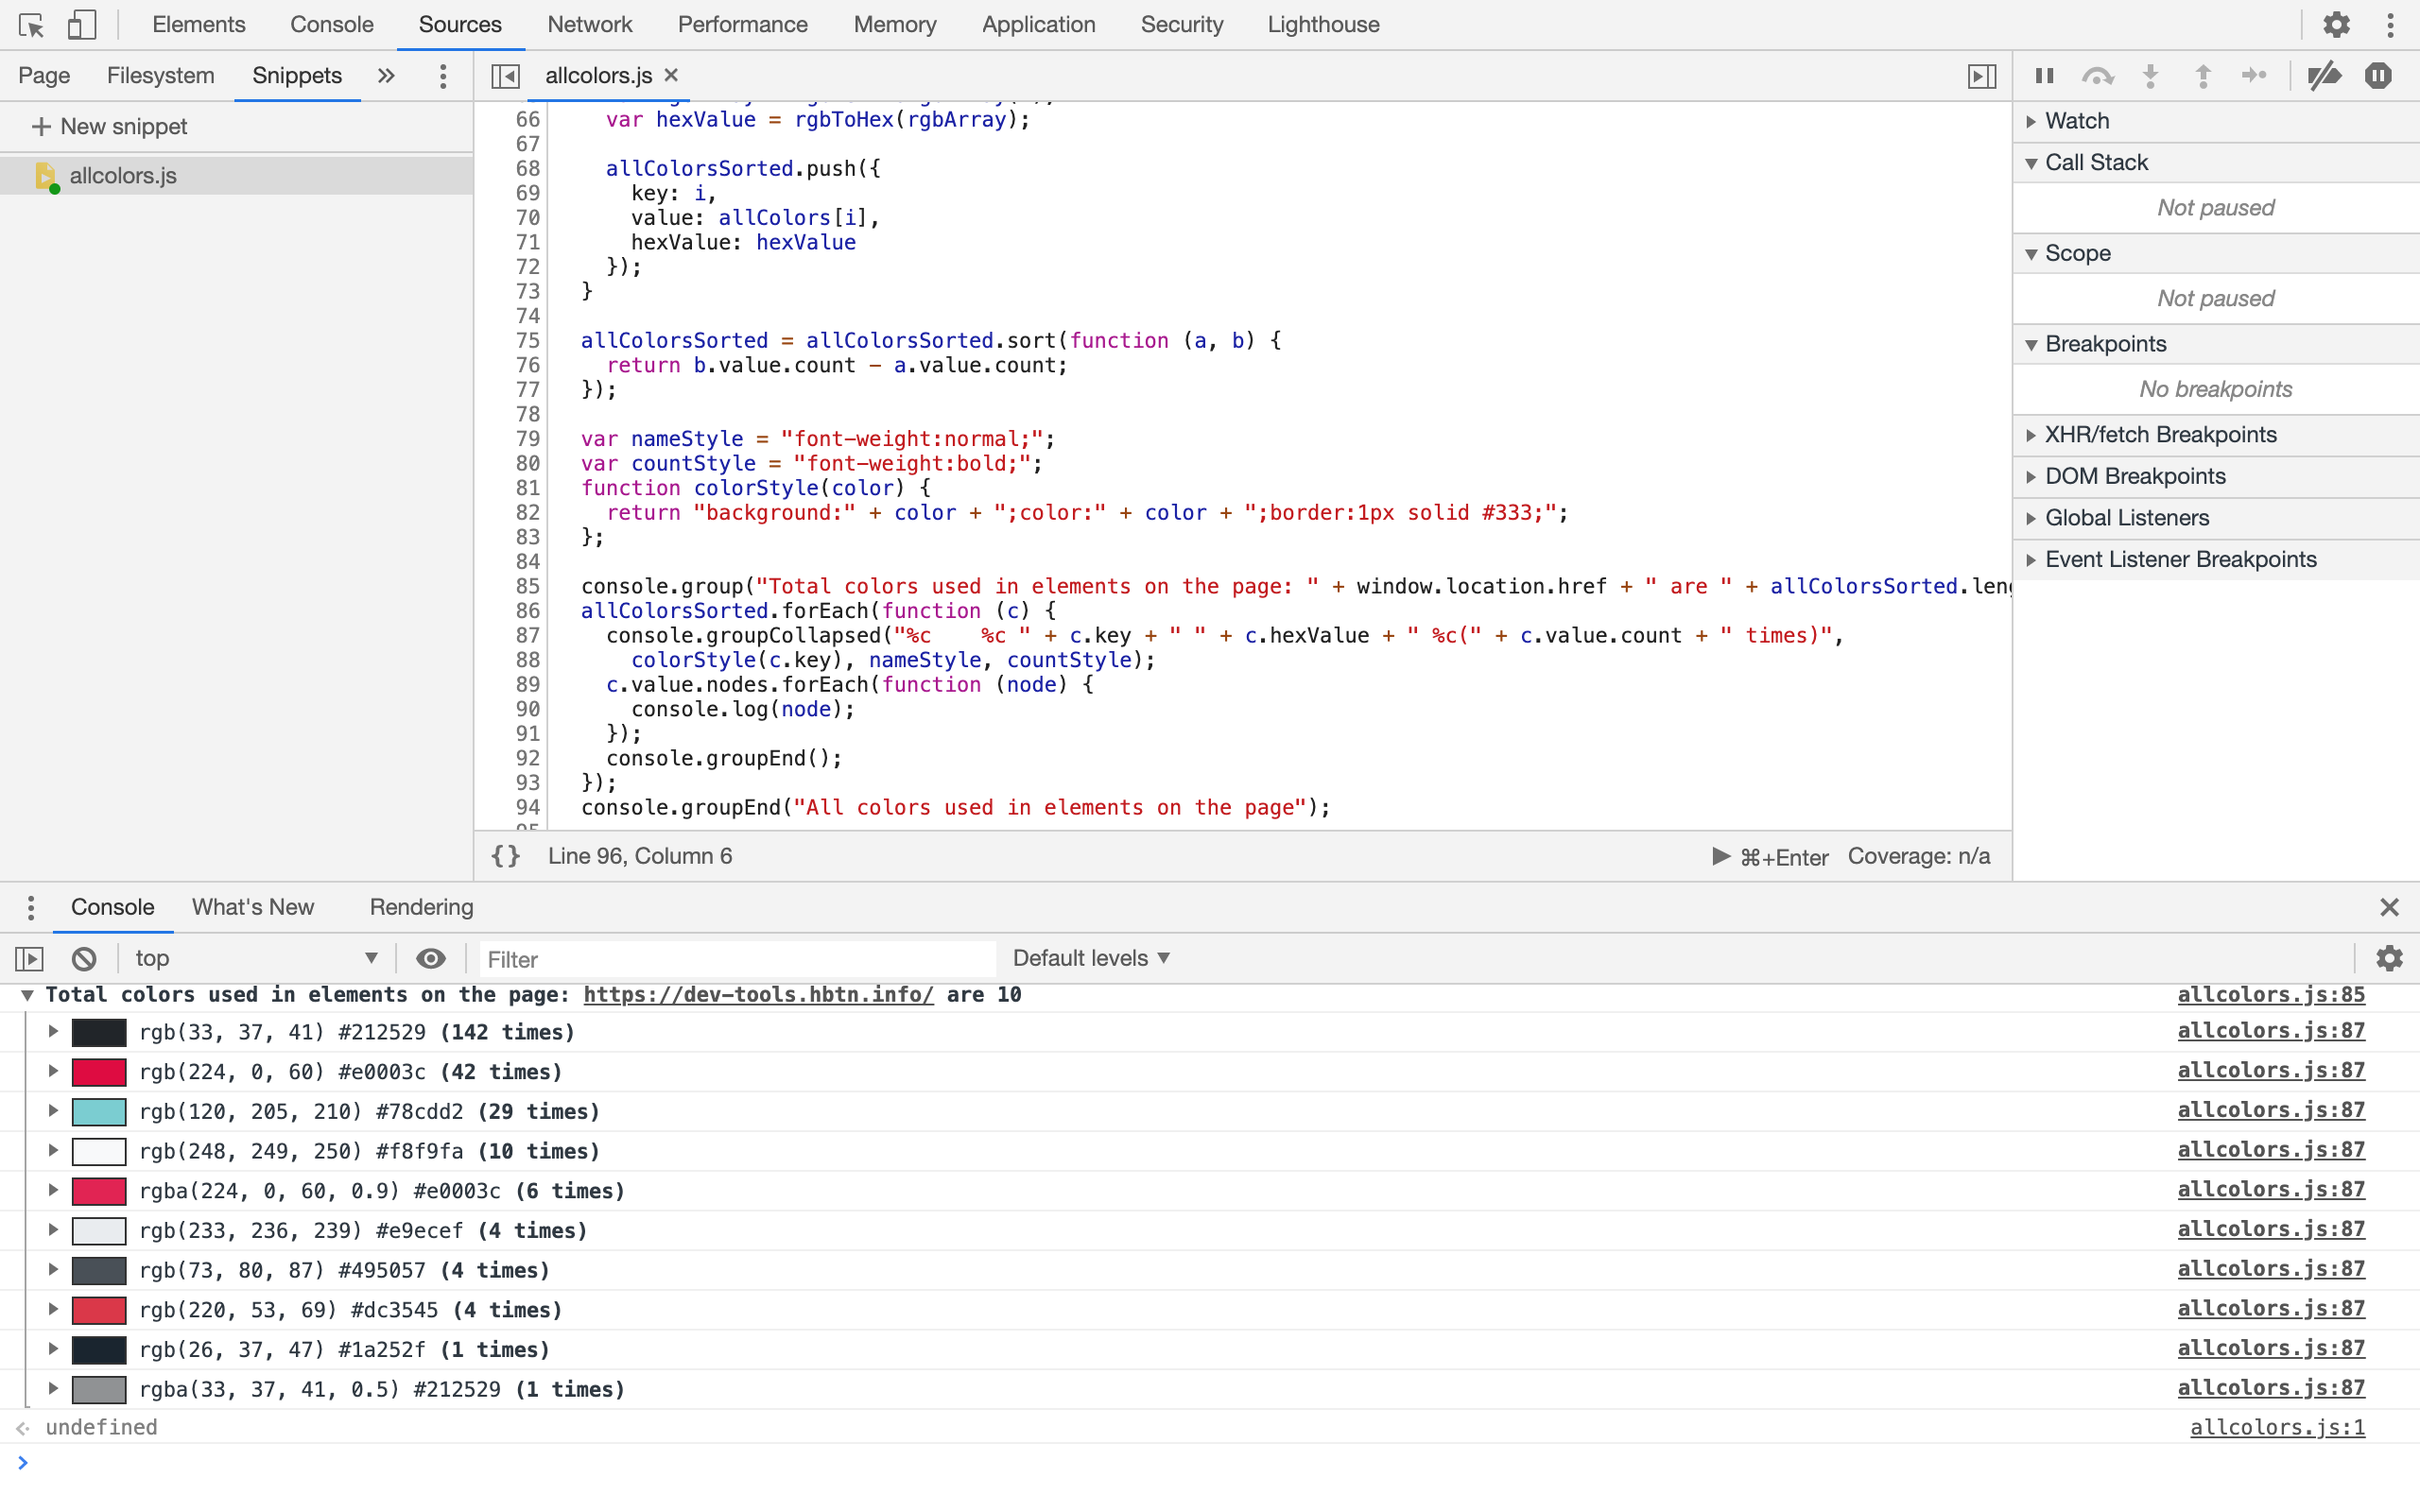 Elements Console Sources Network Performance Memory Application Security Lighthouse
Page Filesystem Snippets
New snippet
allcolors.js
allcolors.js
66 var hexValue = rgbToHex(rgbArray);
67
68 allColorsSorted.push({
69 key: i,
70 value: allColors[i],
71 hexValue: hexValue
72 });
73 }
74
75 allColorsSorted = allColorsSorted.sort(function (a, b) {
76 return b.value.count - a.value.count;
77 });
78
79 var nameStyle = "font-weight:normal;";
80 var countStyle = "font-weight:bold;";
81 function colorStyle(color) {
82 return "background:" + color + ";color:" + color + ";border:1px solid #333;";
83 };
84
85 console.group("Total colors used in elements on the page: " + window.location.href + " are " + allColorsSorted.len
86 allColorsSorted.forEach(function (c) {
87 console.groupCollapsed("%c    %c " + c.key + " " + c.hexValue + " %c(" + c.value.count + " times)",
88 colorStyle(c.key), nameStyle, countStyle);
89 c.value.nodes.forEach(function (node) {
90 console.log(node);
91 });
92 console.groupEnd();
93 });
94 console.groupEnd("All colors used in elements on the page");
{} Line 96, Column 6 ⌘+Enter Coverage: n/a
Watch
Call Stack
Not paused
Scope
Not paused
Breakpoints
No breakpoints
XHR/fetch Breakpoints
DOM Breakpoints
Global Listeners
Event Listener Breakpoints
Console What's New Rendering
top Filter Default levels
Total colors used in elements on the page: https://dev-tools.hbtn.info/ are 10 allcolors.js:85
rgb(33, 37, 41) #212529 (142 times) allcolors.js:87
rgb(224, 0, 60) #e0003c (42 times) allcolors.js:87
rgb(120, 205, 210) #78cdd2 (29 times) allcolors.js:87
rgb(248, 249, 250) #f8f9fa (10 times) allcolors.js:87
rgba(224, 0, 60, 0.9) #e0003c (6 times) allcolors.js:87
rgb(233, 236, 239) #e9ecef (4 times) allcolors.js:87
rgb(73, 80, 87) #495057 (4 times) allcolors.js:87
rgb(220, 53, 69) #dc3545 (4 times) allcolors.js:87
rgb(26, 37, 47) #1a252f (1 times) allcolors.js:87
rgba(33, 37, 41, 0.5) #212529 (1 times) allcolors.js:87
undefined allcolors.js:1